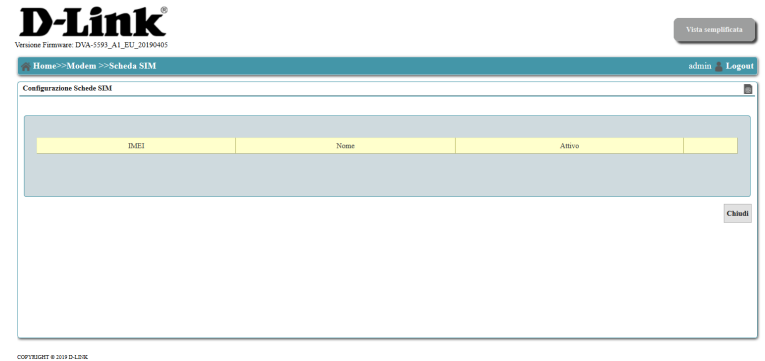 D-Link®
Vista semplificata
Versione Firmware: DVA-5593_A1_EU_20190405
Home>>Modem >>Scheda SIM
admin Logout
Configurazione Schede SIM
IMEI Nome Attivo
Chiudi
COPYRIGHT © 2019 D-LINK